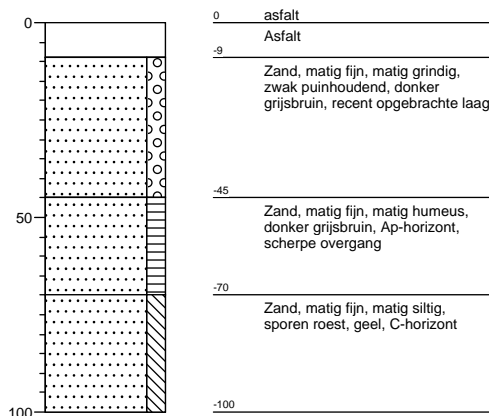 0
50
100
0 asfalt
Asfalt
-9
Zand, matig fijn, matig grindig,
zwak puinhoudend, donker
grijsbruin, recent opgebrachte laag
-45
Zand, matig fijn, matig humeus,
donker grijsbruin, Ap-horizont,
scherpe overgang
-70
Zand, matig fijn, matig siltig,
sporen roest, geel, C-horizont
-100